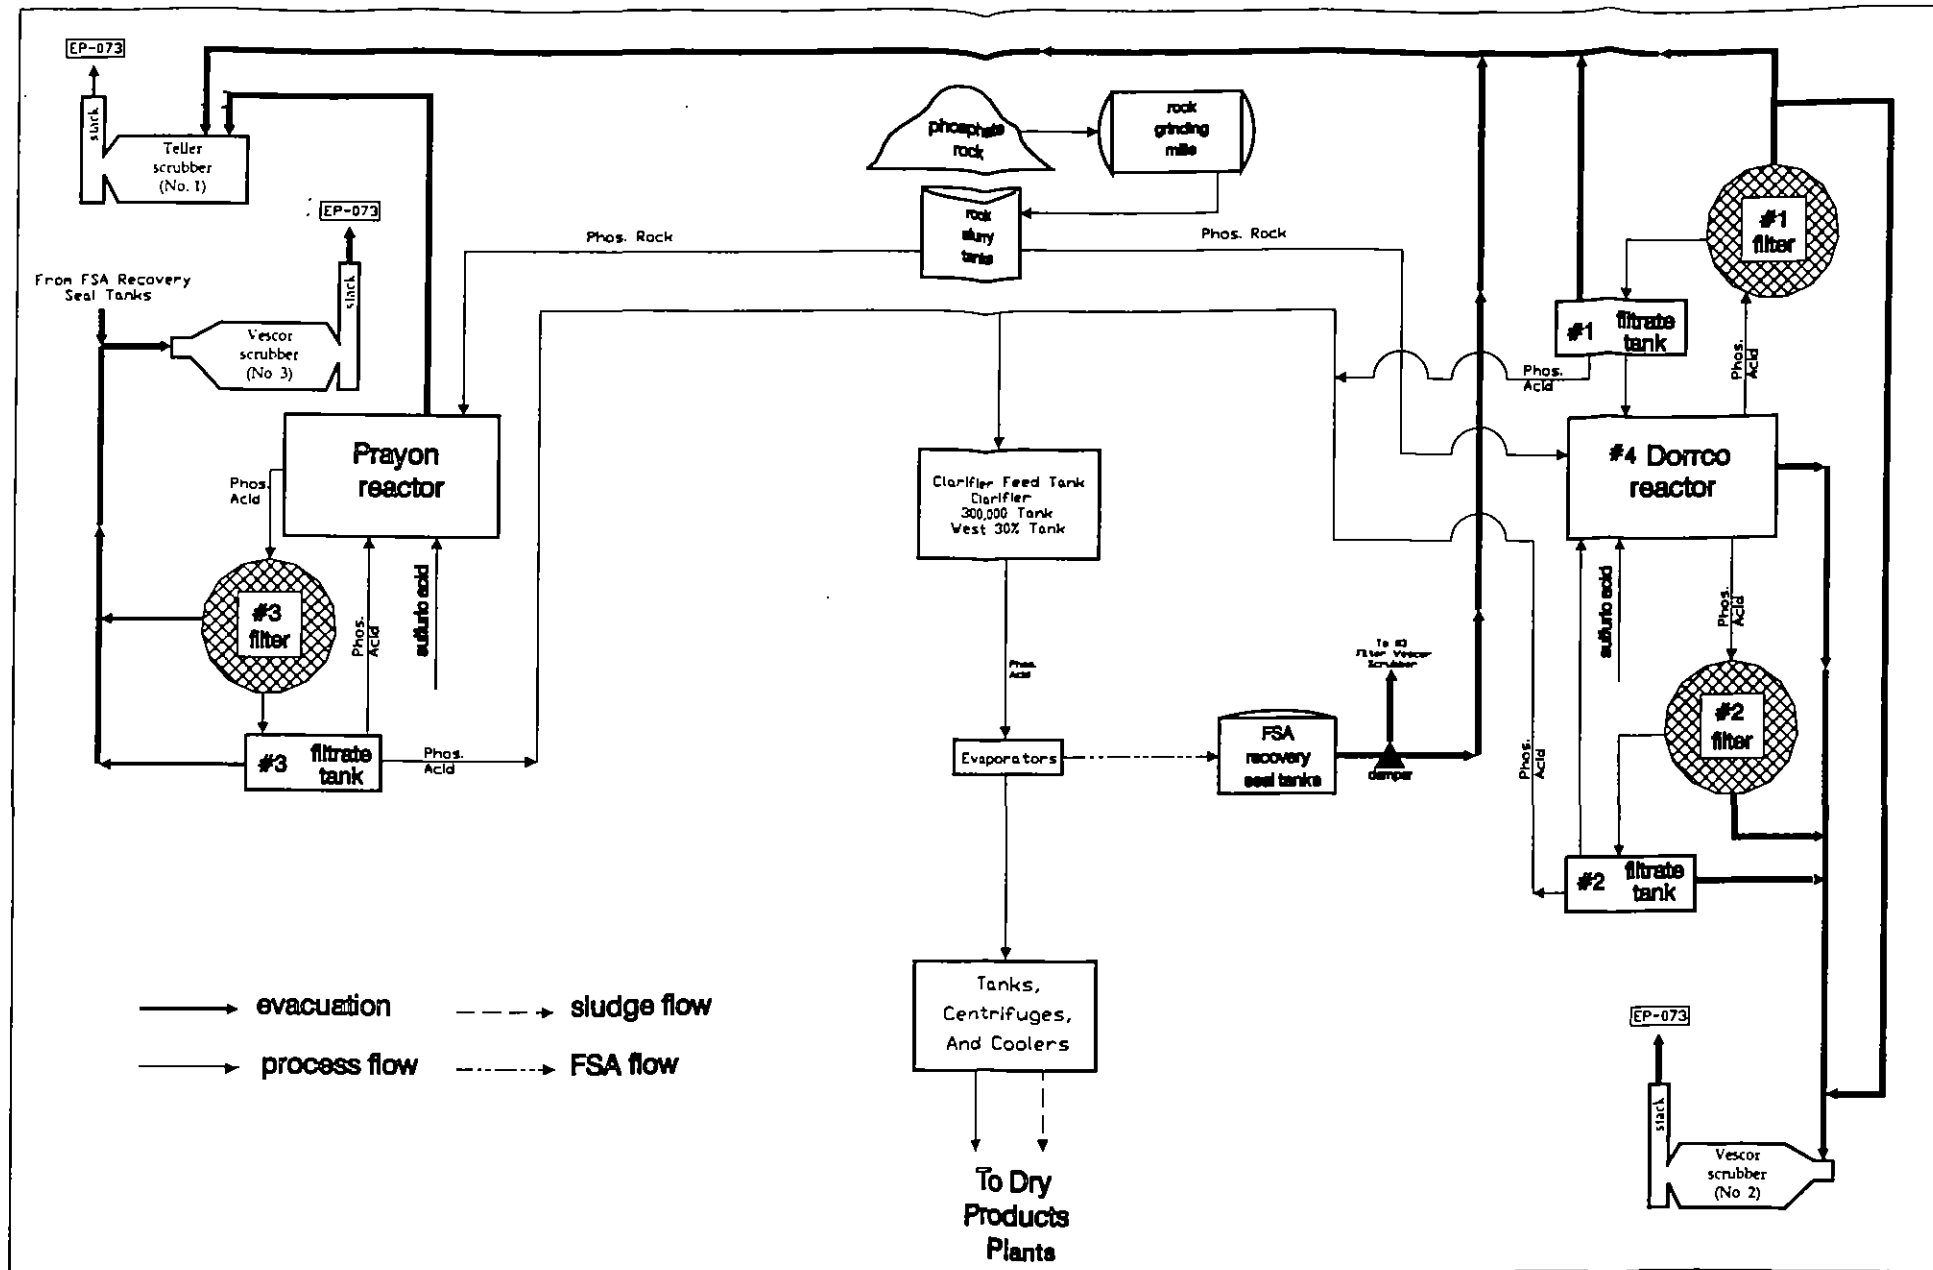 EP-073
stack
Teller
scrubber
(No. 1)
phosphate
rock
rock
grinding
mills
EP-073
stack
rock
slurry
tanks
Phos. Rock
Phos. Rock
#1
filter
From FSA Recovery
Seal Tanks
Vescor
scrubber
(No 3)
#1 filtrate
tank
Phos.
Acid
Phos.
Acid
Prayon
reactor
#4 Dorrco
reactor
Phos.
Acid
Clarifier Feed Tank
Clarifier
300,000 Tank
West 30% Tank
#3
filter
Phos.
Acid
sulfuric acid
sulfuric acid
Phos.
Acid
Phos.
Acid
To #3
Filter Vescor
Scrubber
#2
filter
#3 filtrate
tank
Phos.
Acid
Evaporators
FSA
recovery
seal tanks
damper
Phos.
Acid
#2 filtrate
tank
Tanks,
Centrifuges,
And Coolers
evacuation
sludge flow
process flow
FSA flow
EP-073
stack
Vescor
scrubber
(No 2)
To Dry
Products
Plants